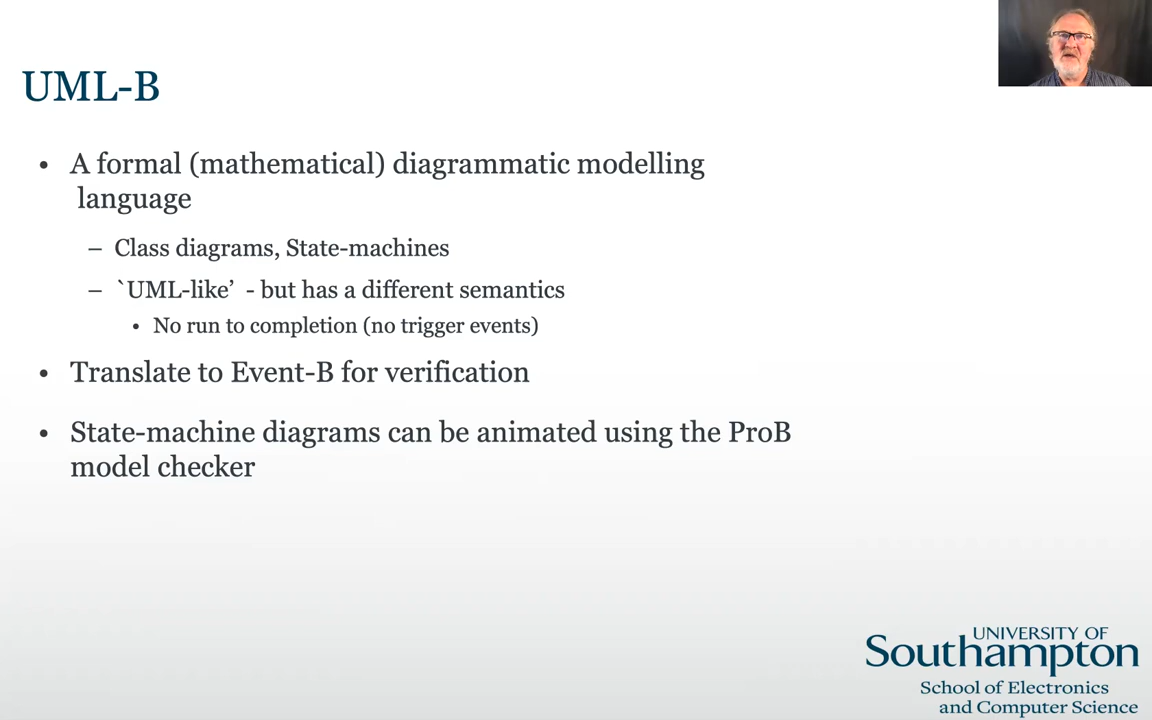 UML-B
• A formal (mathematical) diagrammatic modelling
language
– Class diagrams, State-machines
– `UML-like’ - but has a different semantics
• No run to completion (no trigger events)
• Translate to Event-B for verification
• State-machine diagrams can be animated using the ProB
model checker
UNIVERSITY OF
Southampton
School of Electronics
and Computer Science